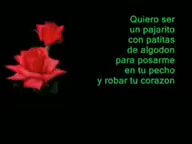 Quiero ser
un pajarito
con patitas
de algodon
para posarme
en tu pecho
y robar tu corazon